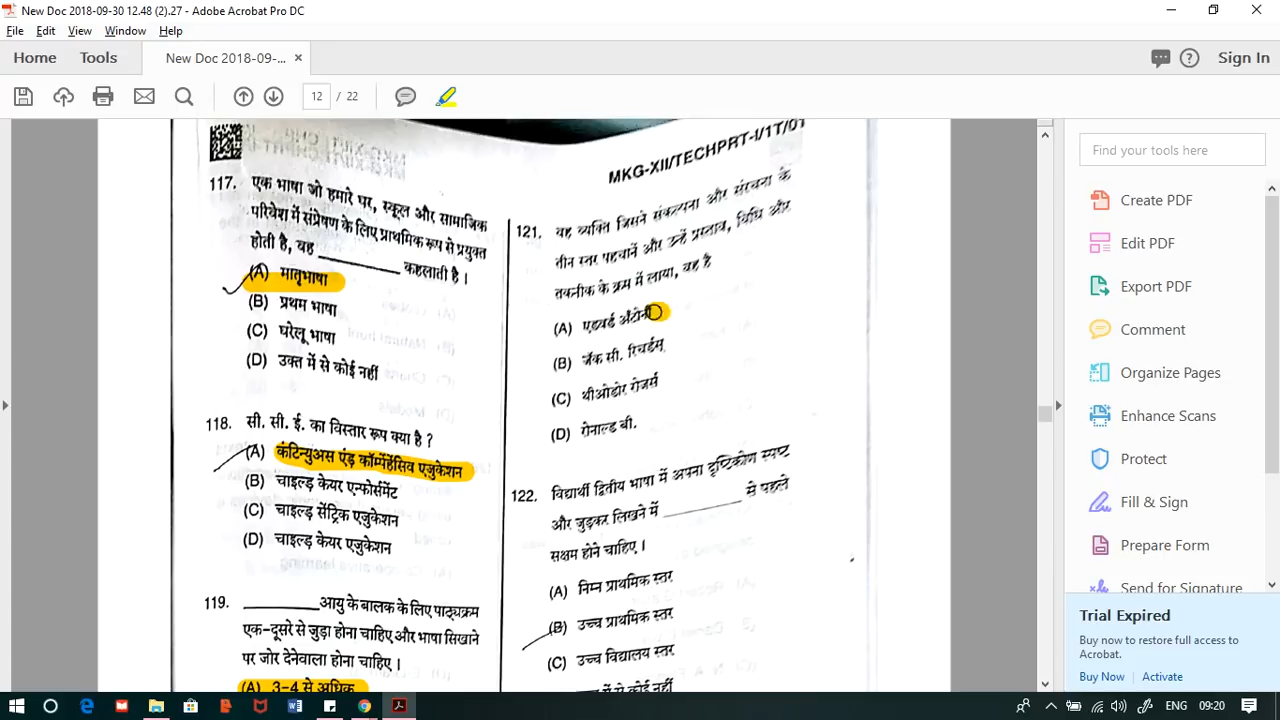 New Doc 2018-09-30 12.48 (2).27 - Adobe Acrobat Pro DC
File Edit View Window Help
Home Tools New Doc 2018-09-... × Sign In
12 / 22
MKG-XII/TECHPRT-I/1T/01
117. एक भाषा जो हमारे घर, स्कूल और सामाजिक
परिवेश में संप्रेषण के लिए प्राथमिक रूप से प्रयुक्त
होती है, वह ____________ कहलाती है ।
(A) मातृभाषा
(B) प्रथम भाषा
(C) घरेलू भाषा
(D) उक्त में से कोई नहीं
118. सी. सी. ई. का विस्तार रूप क्या है ?
(A) कंटिन्युअस एंड़ कॉम्प्रेंहेंसिव एजुकेशन
(B) चाइल्ड़ केयर एन्फोर्समेंट
(C) चाइल्ड़ सेंट्रिक एजुकेशन
(D) चाइल्ड़ केयर एजुकेशन
119. ____________ आयु के बालक के लिए पाठ्यक्रम
एक-दूसरे से जुड़ा होना चाहिए और भाषा सिखाने
पर जोर देनेवाला होना चाहिए ।
(A) 3-4 से अधिक
121. वह व्यक्ति जिसने संकल्पना और संरचना के
तीन स्तर पहचानें और उन्हें प्रस्ताव, विधि और
तकनीक के क्रम में लाया, वह है
(A) एडवर्ड अँटोनी
(B) जॅक सी. रिचर्डस्
(C) थीओडोर रोजर्स
(D) रोनाल्ड बी.
122. विद्यार्थी द्वितीय भाषा में अपना दृष्टिकोण स्पष्ट
और जुड़कर लिखने में ____________ से पहले
सक्षम होने चाहिए ।
(A) निम्न प्राथमिक स्तर
(B) उच्च प्राथमिक स्तर
(C) उच्च विद्यालय स्तर
में से कोई नहीं
Find your tools here
Create PDF
Edit PDF
Export PDF
Comment
Organize Pages
Enhance Scans
Protect
Fill & Sign
Prepare Form
Send for Signature
Trial Expired
Buy now to restore full access to
Acrobat.
Buy Now Activate
ENG 09:20